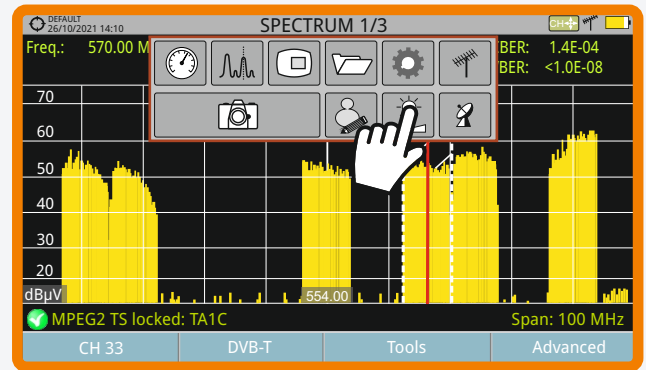 DEFAULT
26/10/2021 14:10
SPECTRUM 1/3
CH
Freq.: 570.00 M
BER: 1.4E-04
BER: <1.0E-08
70
60
50
40
30
20
dBµV
554.00
MPEG2 TS locked: TA1C
Span: 100 MHz
CH 33
DVB-T
Tools
Advanced